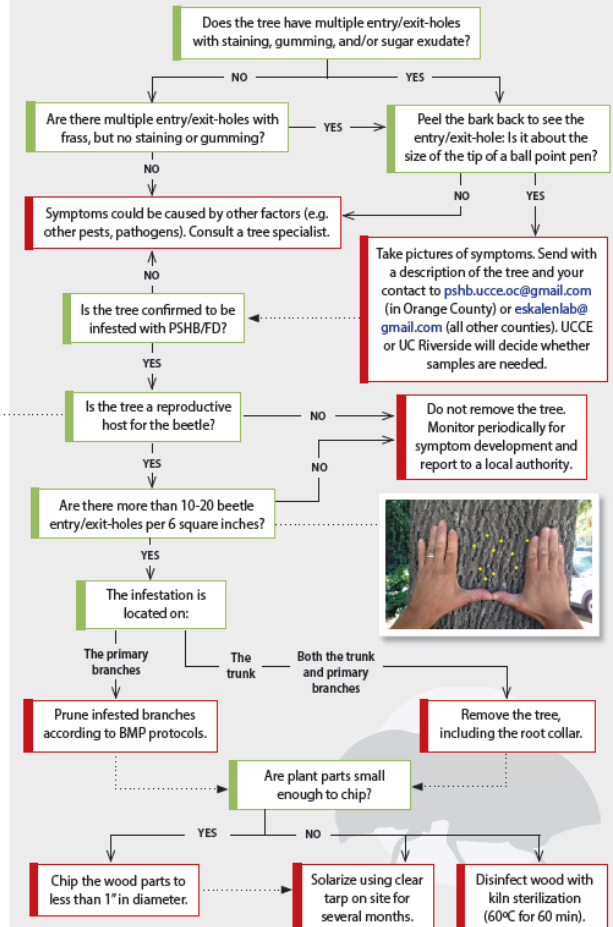 Does the tree have multiple entry/exit-holes
with staining, gumming, and/or sugar exudate?
NO
YES
Are there multiple entry/exit-holes with
frass, but no staining or gumming?
YES
Peel the bark back to see the
entry/exit-hole: Is it about the
size of the tip of a ball point pen?
NO
NO
YES
Symptoms could be caused by other factors (e.g.
other pests, pathogens). Consult a tree specialist.
Take pictures of symptoms. Send with
a description of the tree and your
contact to pshb.ucce.oc@gmail.com
(in Orange County) or eskalenlab@
gmail.com (all other counties). UCCE
or UC Riverside will decide whether
samples are needed.
NO
Is the tree confirmed to be
infested with PSHB/FD?
YES
Is the tree a reproductive
host for the beetle?
NO
Do not remove the tree.
Monitor periodically for
symptom development and
report to a local authority.
YES
NO
Are there more than 10-20 beetle
entry/exit-holes per 6 square inches?
YES
The infestation is
located on:
The primary
branches
The
trunk
Both the trunk
and primary
branches
Prune infested branches
according to BMP protocols.
Remove the tree,
including the root collar.
Are plant parts small
enough to chip?
YES
NO
Chip the wood parts to
less than 1" in diameter.
Solarize using clear
tarp on site for
several months.
Disinfect wood with
kiln sterilization
(60ºC for 60 min).